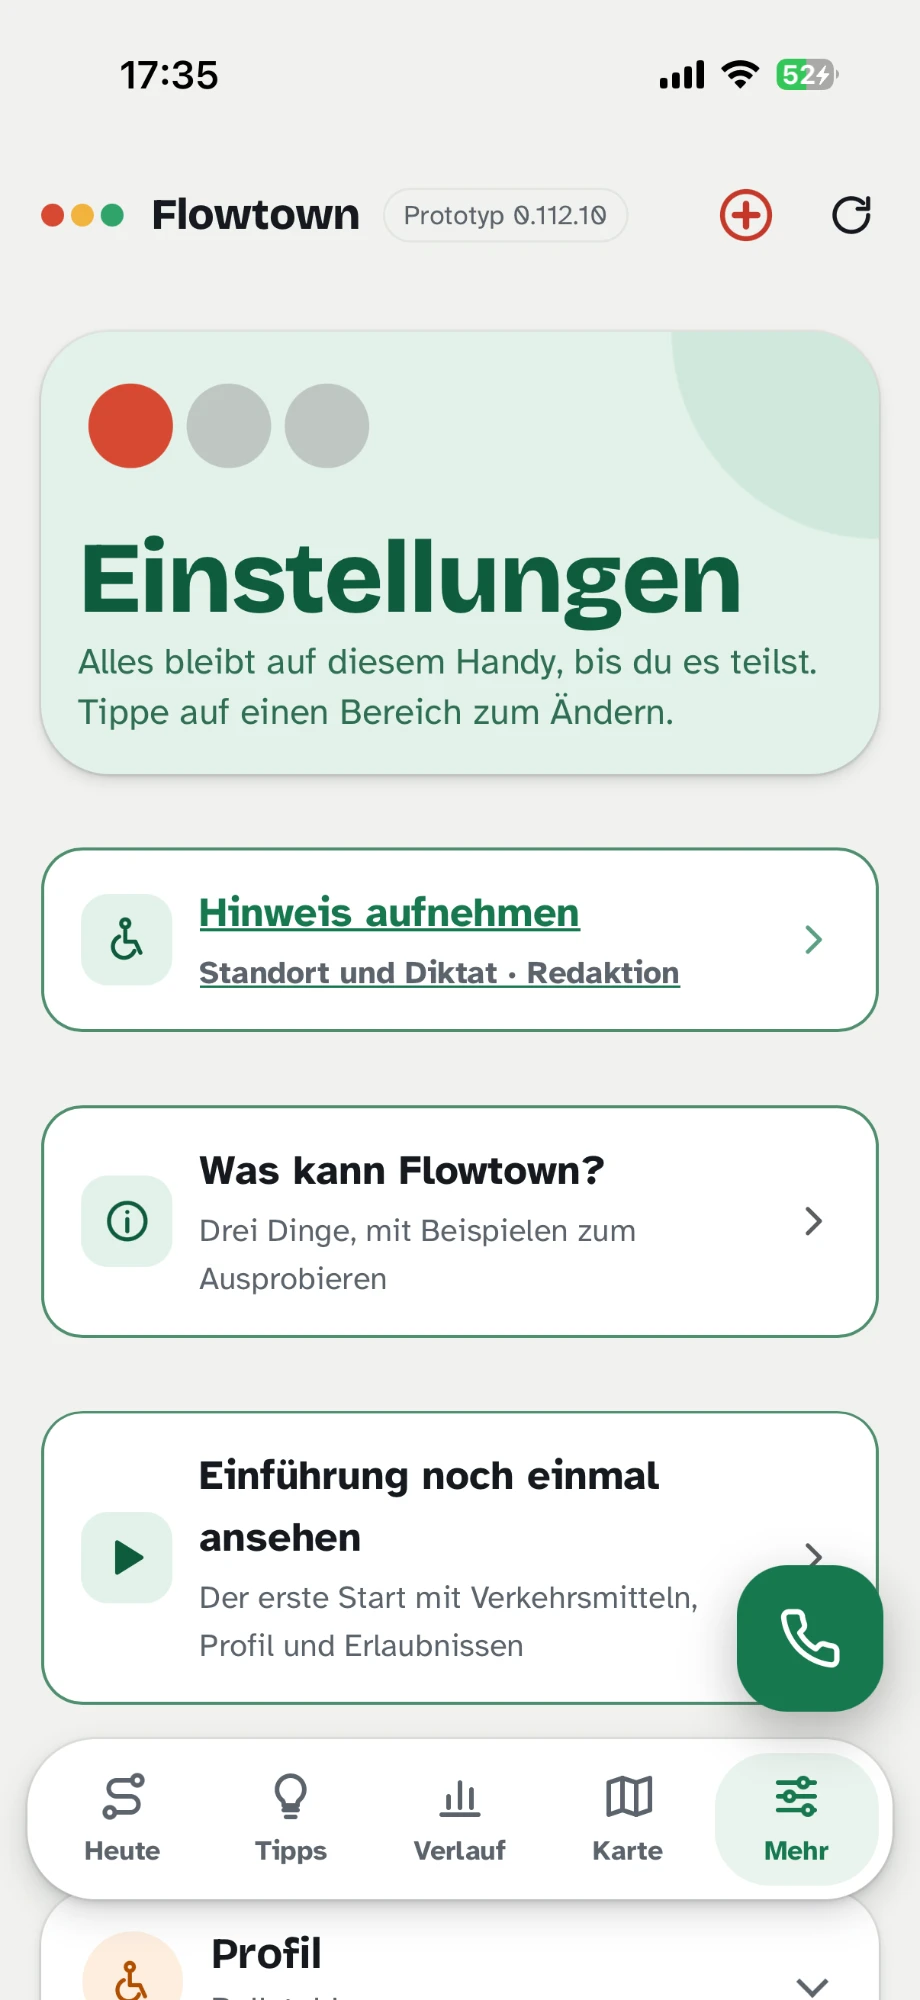 17:35
52
Flowtown
Prototyp 0.112.10
Einstellungen
Alles bleibt auf diesem Handy, bis du es teilst.
Tippe auf einen Bereich zum Ändern.
Hinweis aufnehmen
Standort und Diktat · Redaktion
Was kann Flowtown?
Drei Dinge, mit Beispielen zum
Ausprobieren
Einführung noch einmal
ansehen
Der erste Start mit Verkehrsmitteln,
Profil und Erlaubnissen
Heute
Tipps
Verlauf
Karte
Mehr
Profil